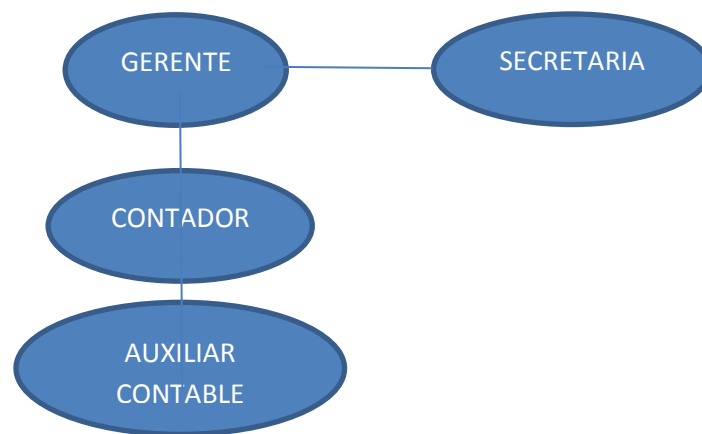 GERENTE
SECRETARIA
CONTADOR
AUXILIAR
CONTABLE